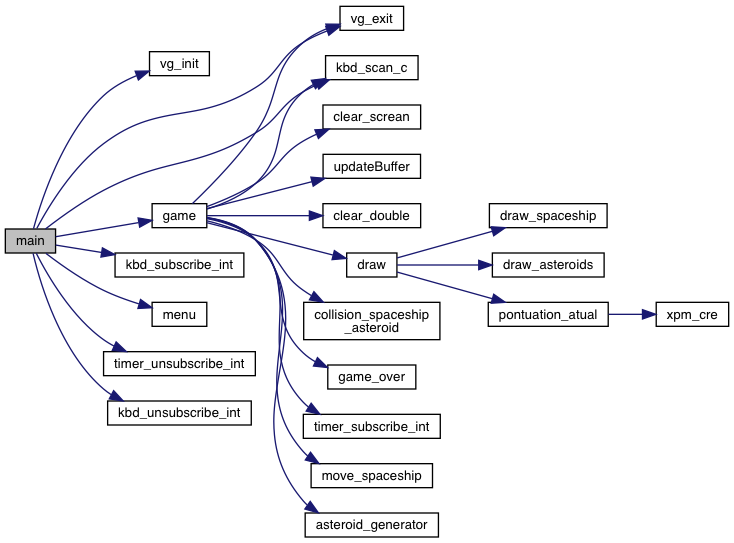 vg_exit
vg_init
kbd_scan_c
clear_screan
updateBuffer
game
clear_double
draw_spaceship
main
kbd_subscribe_int
draw
draw_asteroids
menu
collision_spaceship
_asteroid
pontuation_atual
xpm_cre
timer_unsubscribe_int
game_over
kbd_unsubscribe_int
timer_subscribe_int
move_spaceship
asteroid_generator